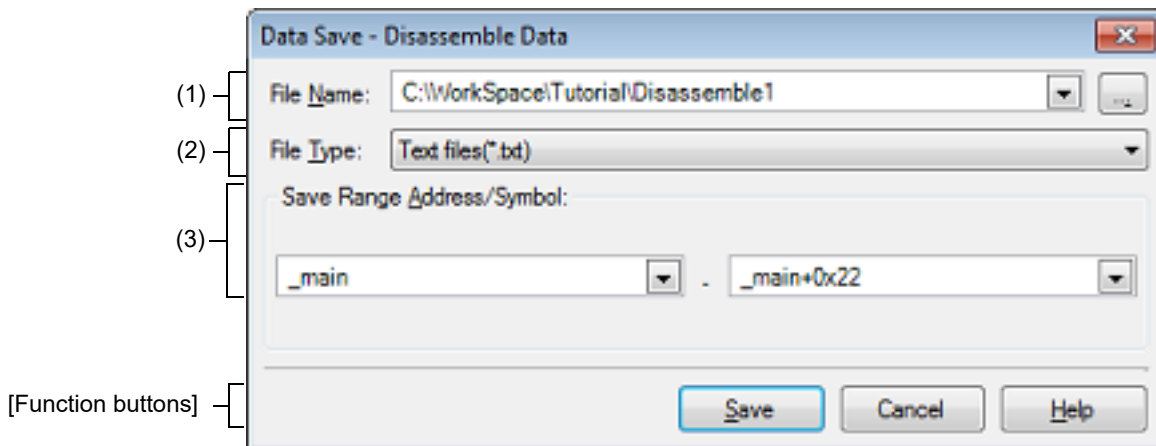 Data Save - Disassemble Data
(1) File Name: C:\WorkSpace\Tutorial\Disassemble1 ...
(2) File Type: Text files(*.txt)
Save Range Address/Symbol:
(3)
_main - _main+0x22
[Function buttons] Save Cancel Help